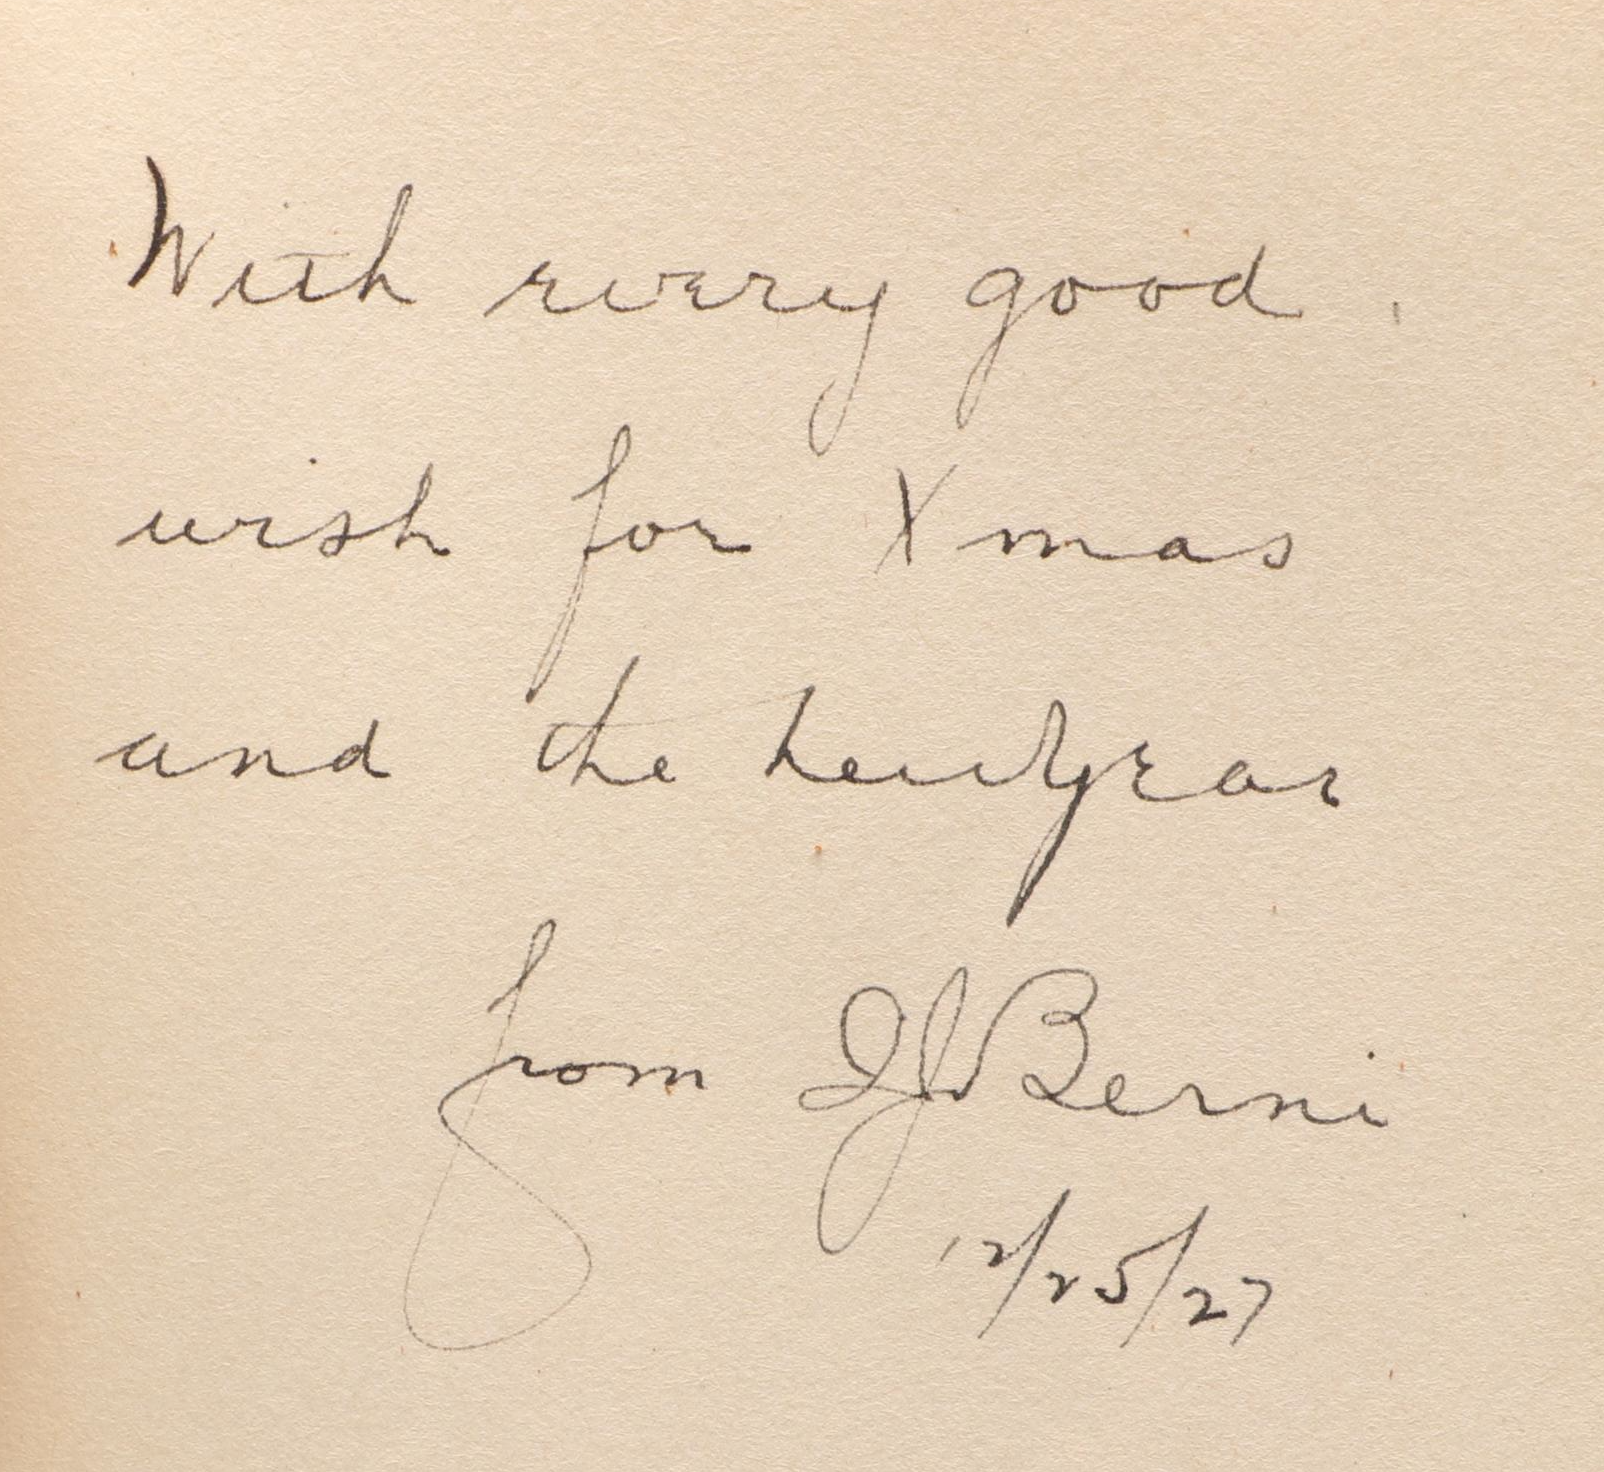 With every good
wish for Xmas
and the new year
from J J Berni
12/25/27